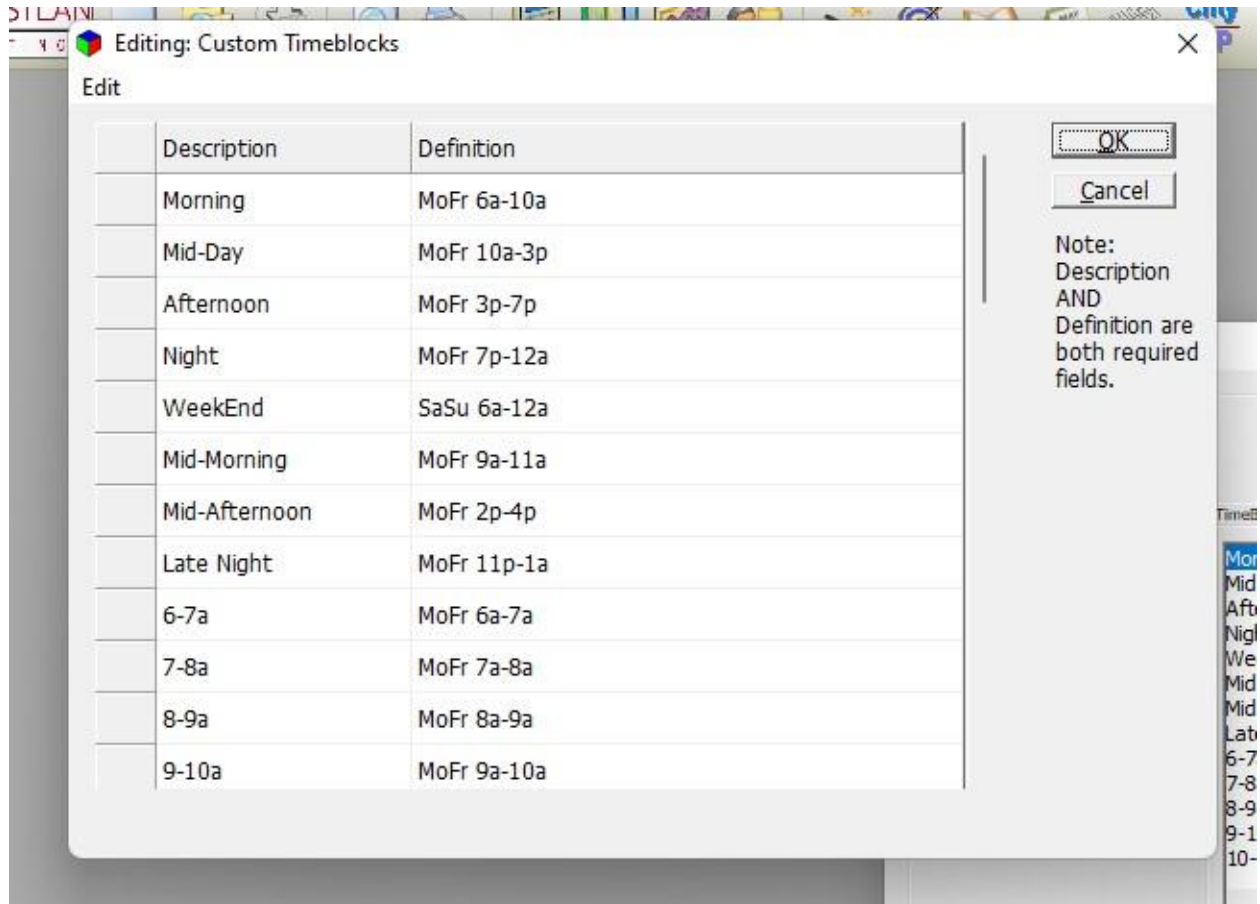 Editing: Custom Timeblocks
Edit
Description Definition
Morning MoFr 6a-10a
Mid-Day MoFr 10a-3p
Afternoon MoFr 3p-7p
Night MoFr 7p-12a
WeekEnd SaSu 6a-12a
Mid-Morning MoFr 9a-11a
Mid-Afternoon MoFr 2p-4p
Late Night MoFr 11p-1a
6-7a MoFr 6a-7a
7-8a MoFr 7a-8a
8-9a MoFr 8a-9a
9-10a MoFr 9a-10a
OK
Cancel
Note:
Description
AND
Definition are
both required
fields.
Mid
Mid
Mid